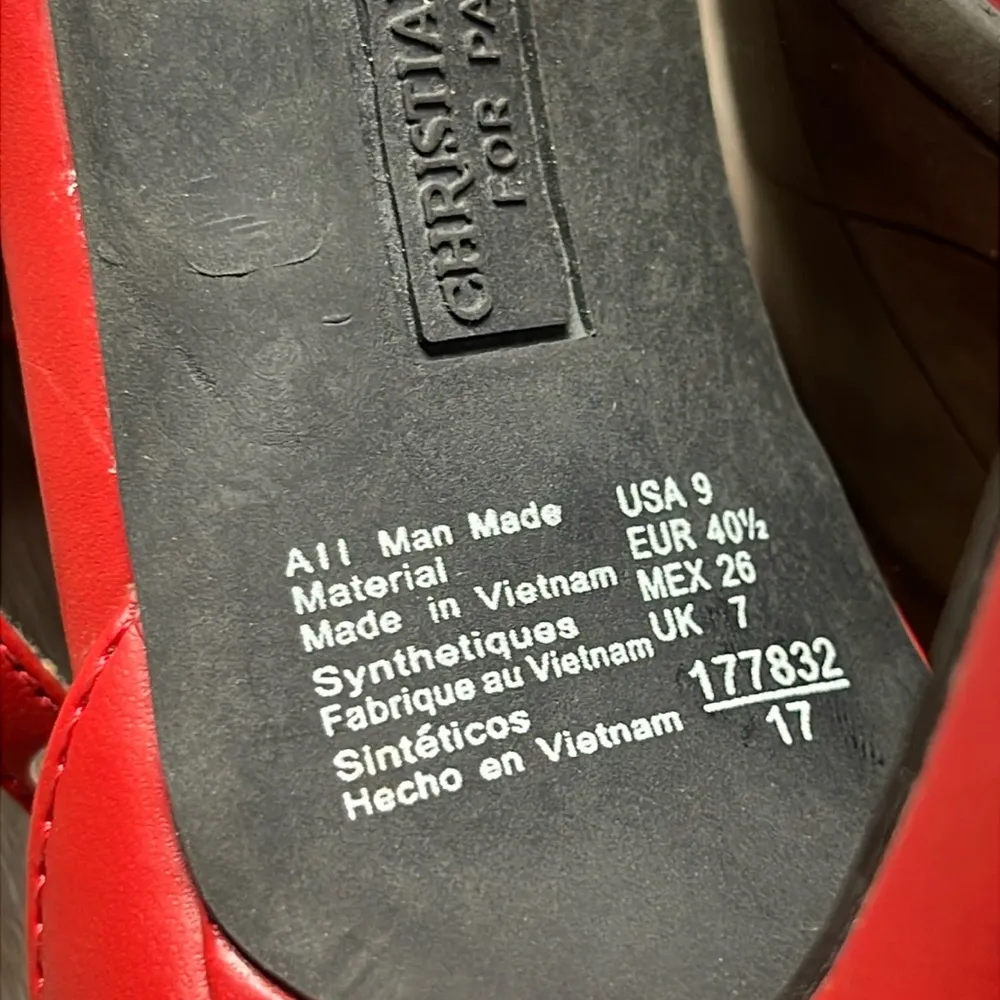 CHRISTIA
FOR PA
All Man Made
Material
Made in Vietnam
Synthetiques
Fabrique au Vietnam
Sintéticos
Hecho en Vietnam
USA 9
EUR 40½
MEX 26
UK 7
177832
17